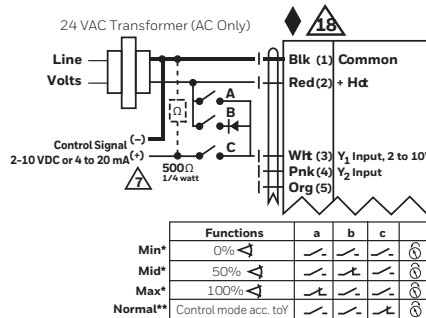 24 VAC Transformer (AC Only)
18
Line
Volts
Blk (1) Common
Red(2) + Hot
A
Ω
B
C
Control Signal (–)
2-10 VDC or 4 to 20 mA (+)
7
500Ω
1/4 watt
Wht (3) Y1 Input, 2 to 10V
Pnk (4) Y2 Input
Org (5)
Functions a b c
Min* 0%
Mid* 50%
Max* 100%
Normal** Control mode acc. toY